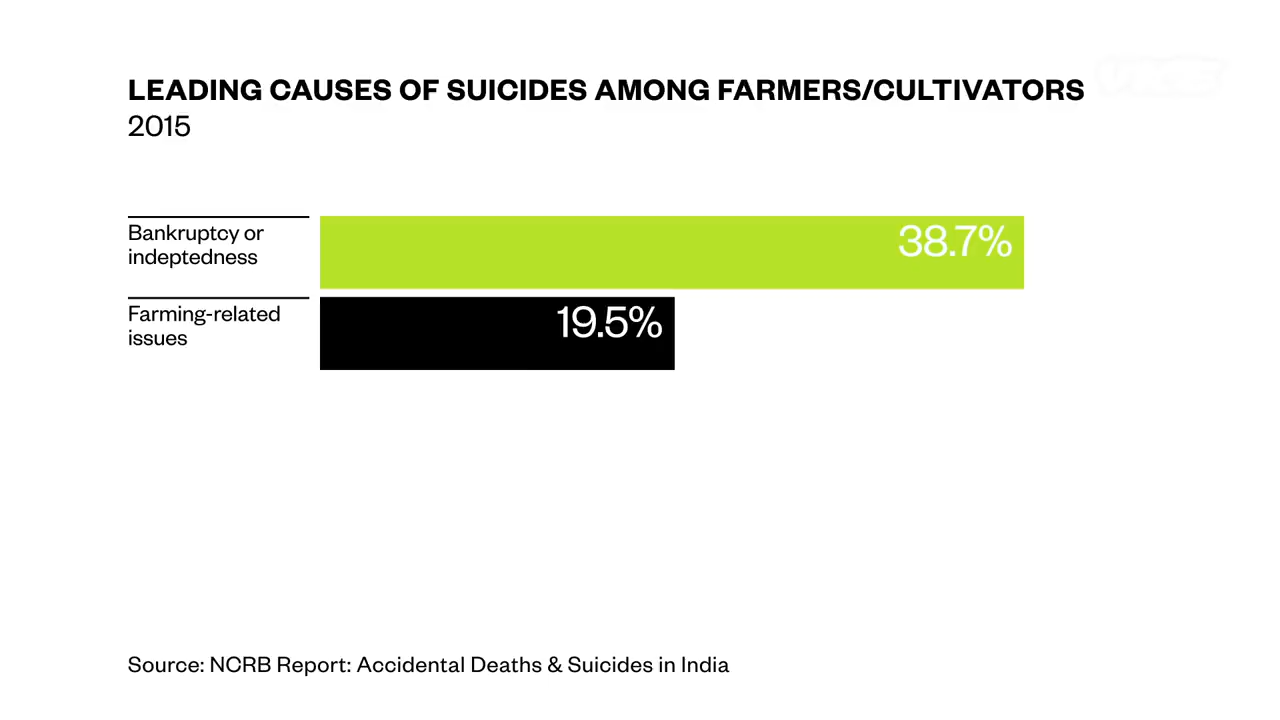 LEADING CAUSES OF SUICIDES AMONG FARMERS/CULTIVATORS
VICE
2015
Bankruptcy or
indeptedness
38.7%
Farming-related
issues
19.5%
Source: NCRB Report: Accidental Deaths & Suicides in India